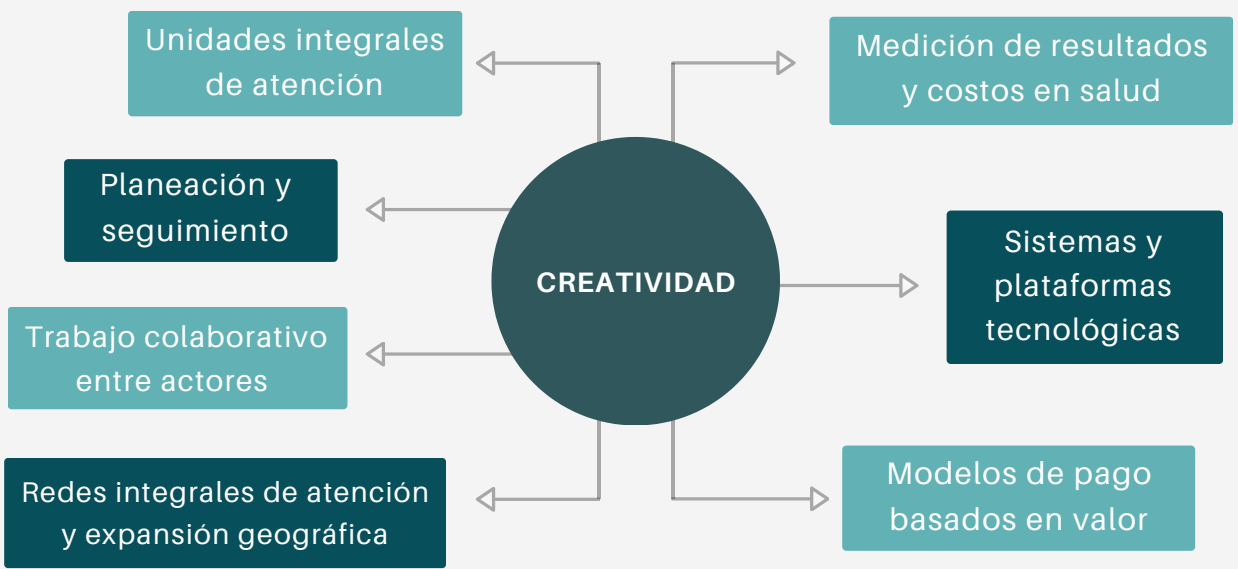 Unidades integrales
de atención
Medición de resultados
y costos en salud
Planeación y
seguimiento
CREATIVIDAD
Sistemas y
plataformas
tecnológicas
Trabajo colaborativo
entre actores
Redes integrales de atención
y expansión geográfica
Modelos de pago
basados en valor